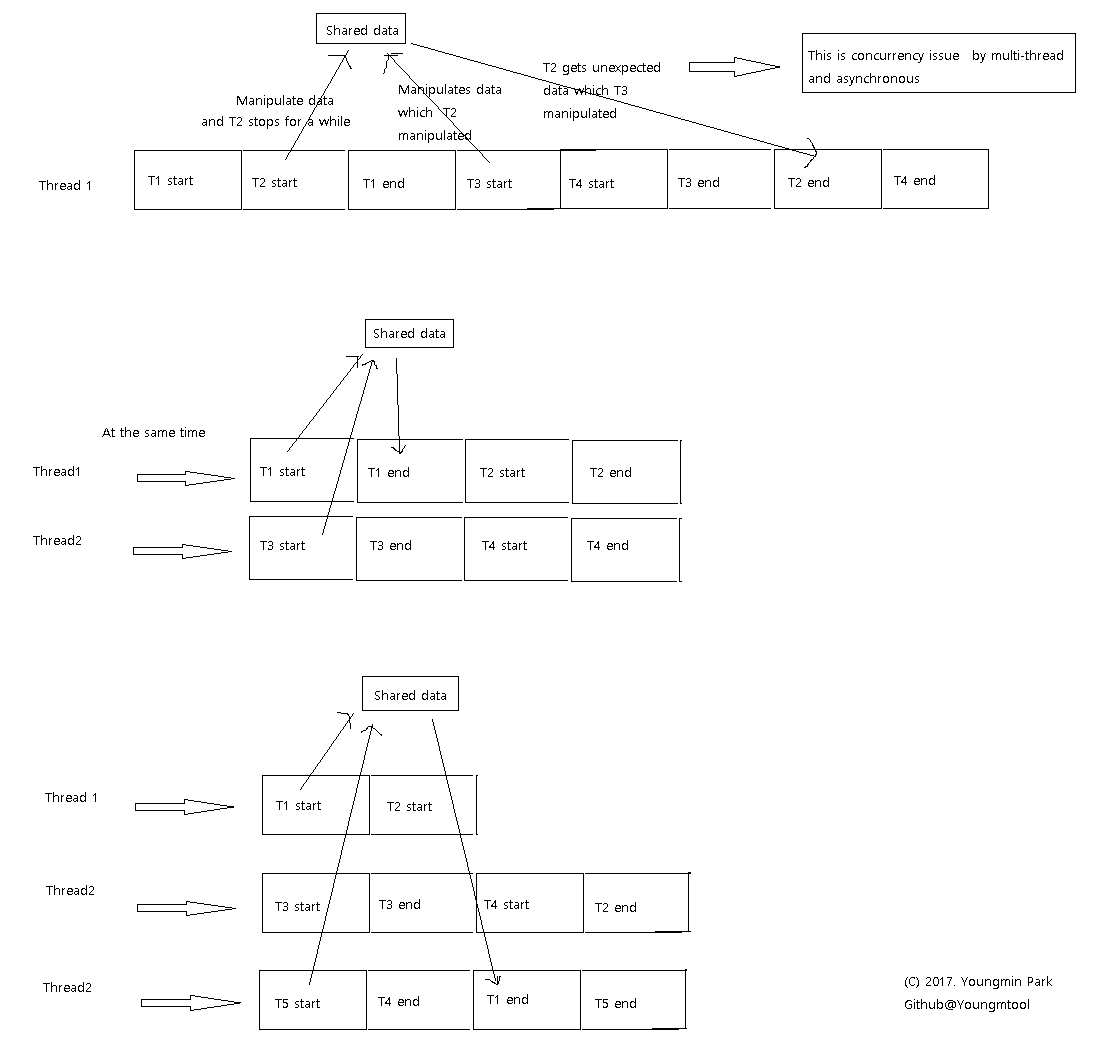 Shared data
This is concurrency issue by multi-thread
and asynchronous
T2 gets unexpected
data which T3
manipulated
Manipulates data
which T2
manipulated
Manipulate data
and T2 stops for a while
Thread 1
T1 start
T2 start
T1 end
T3 start
T4 start
T3 end
T2 end
T4 end
Shared data
At the same time
Thread1
T1 start
T1 end
T2 start
T2 end
Thread2
T3 start
T3 end
T4 start
T4 end
Shared data
Thread 1
T1 start
T2 start
Thread2
T3 start
T3 end
T4 start
T2 end
Thread2
T5 start
T4 end
T1 end
T5 end
(C) 2017. Youngmin Park
Github@Youngmtool